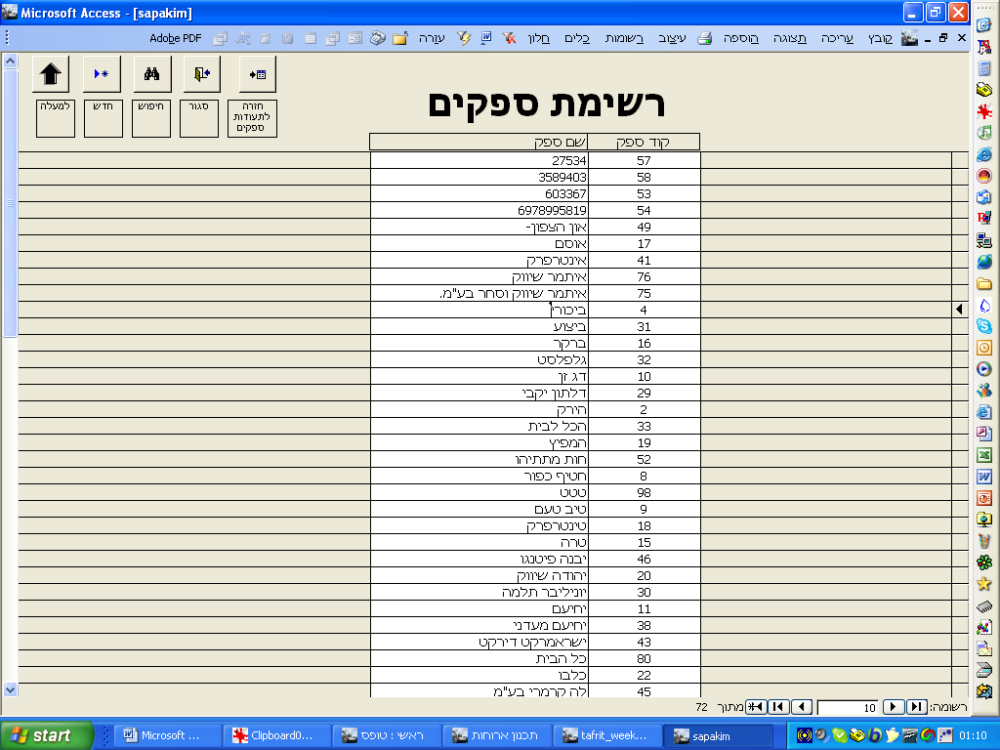 Microsoft Access - [sapakim]
קובץ עריכה תצוגה הוספה עיצוב רשומות כלים חלון עזרה Adobe PDF
למעלה
חדש
חיפוש
סגור
חזרה
לתעודות
ספקים
רשימת ספקים
קוד ספק שם ספק
57 27534
58 3589403
53 603367
54 6978995819
49 און הצפון-
17 אוסם
41 אינטרפרק
76 איתמר שיווק
75 איתמר שיווק וסחר בע"מ.
4 ביכורי
31 ביצוע
16 ברקר
32 גלפלסט
10 דג זן
29 דלתון יקבי
2 הירק
33 הכל לבית
19 המפיץ
52 חות מתתיהו
8 חטיף כפור
98 טטט
9 טיב טעם
18 טינטרפרק
15 טרה
46 יבנה פיטנגו
20 יהודה שיווק
30 יוניליבר תלמה
11 יחיעם
38 יחיעם מעדני
43 ישראמרקט דירקט
80 כל הבית
22 כלבו
45 לה קרמרי בע"מ
רשומה: 10 מתוך 72
start
Microsoft ...
Clipboard0...
ראשי : טופס
תכנון ארוחות
tafrit_week...
sapakim
01:10